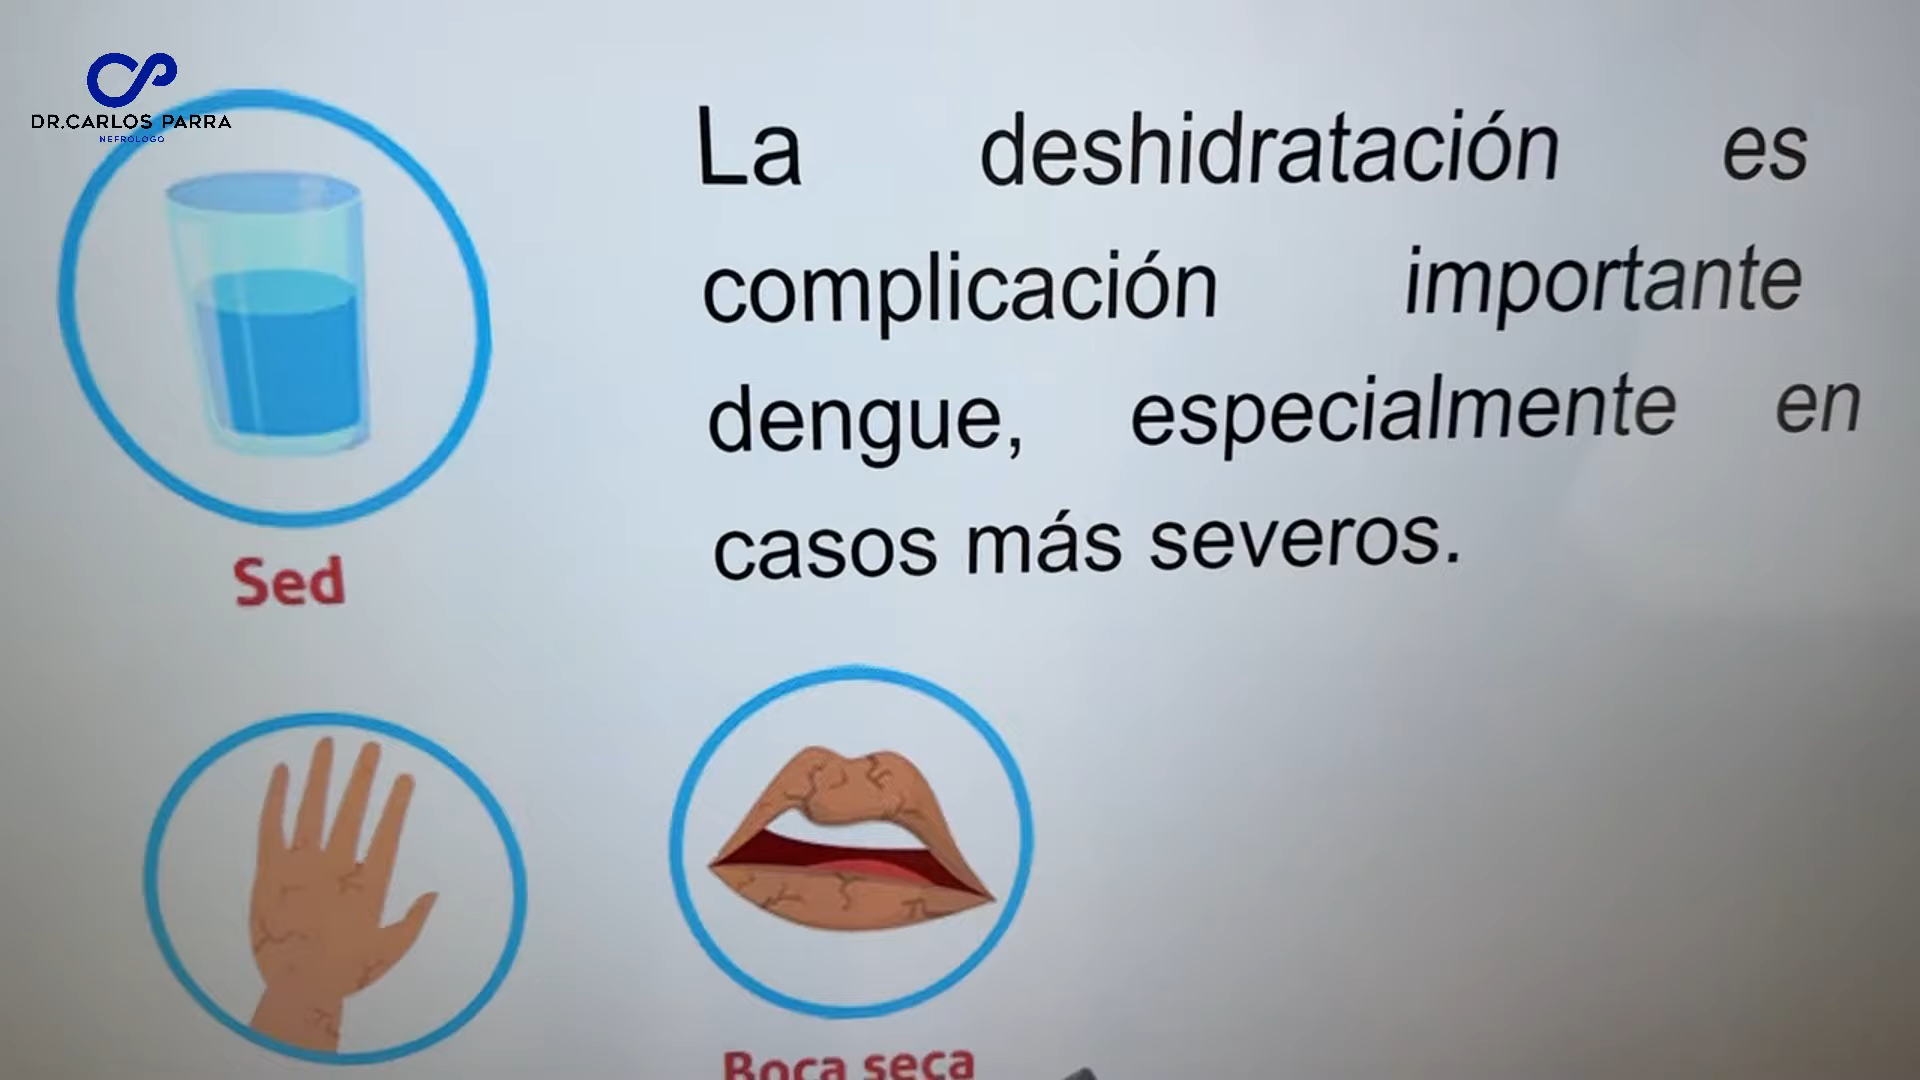 DR.CARLOS PARRA
NEFROLOGO
La deshidratación es
complicación importante
dengue, especialmente en
casos más severos.
Sed
Boca seca